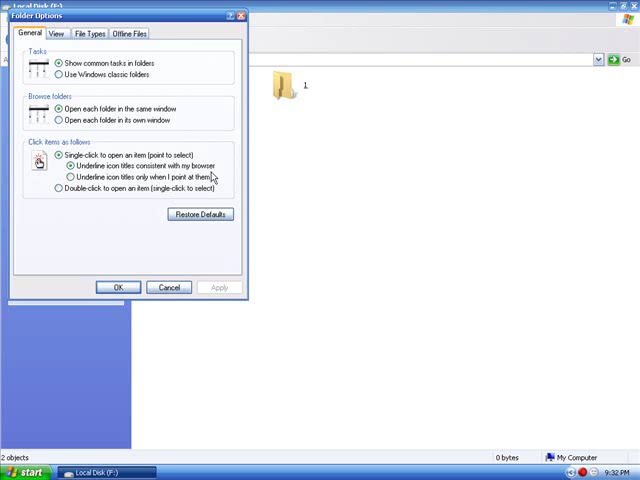 Local Disk (F:)
Folder Options
General
View
File Types
Offline Files
Go
Tasks
Show common tasks in folders
Use Windows classic folders
1
Browse folders
Open each folder in the same window
Open each folder in its own window
Click items as follows
Single-click to open an item (point to select)
Underline icon titles consistent with my browser
Underline icon titles only when I point at them
Double-click to open an item (single-click to select)
Restore Defaults
OK
Cancel
Apply
2 objects
0 bytes
My Computer
start
Local Disk (F:)
9:32 PM